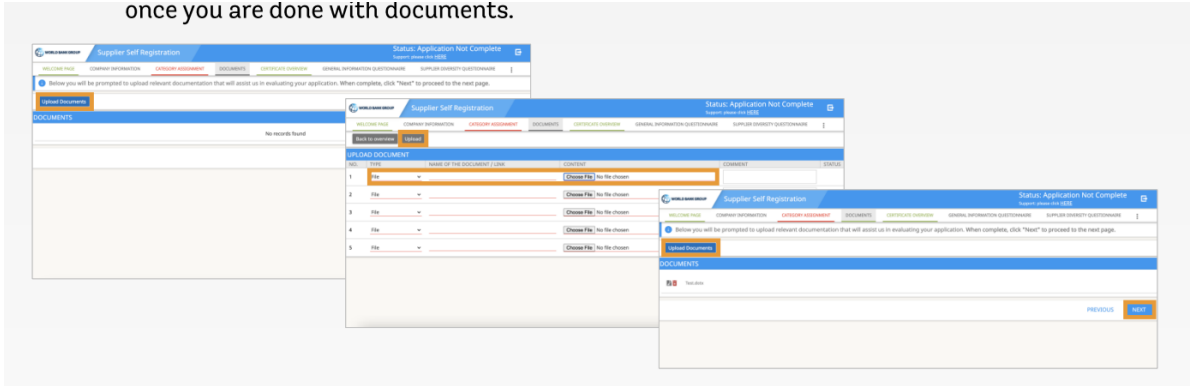 once you are done with documents.
WORLD BANK GROUP
Supplier Self Registration
Status: Application Not Complete
Support: please click HERE
WELCOME PAGE COMPANY INFORMATION CATEGORY ASSIGNMENT DOCUMENTS CERTIFICATE OVERVIEW GENERAL INFORMATION QUESTIONNAIRE SUPPLIER DIVERSITY QUESTIONNAIRE
Below you will be prompted to upload relevant documentation that will assist us in evaluating your application. When complete, click "Next" to proceed to the next page.
Upload Documents
DOCUMENTS
No records found
WORLD BANK GROUP
Supplier Self Registration
Status: Application Not Complete
Support: please click HERE
WELCOME PAGE COMPANY INFORMATION CATEGORY ASSIGNMENT DOCUMENTS CERTIFICATE OVERVIEW GENERAL INFORMATION QUESTIONNAIRE SUPPLIER DIVERSITY QUESTIONNAIRE
Back to overview Upload
UPLOAD DOCUMENT
NO. TYPE NAME OF THE DOCUMENT / LINK CONTENT COMMENT STATUS
1 File Choose File No file chosen
2 File Choose File No file chosen
3 File Choose File No file chosen
4 File Choose File No file chosen
5 File Choose File No file chosen
WORLD BANK GROUP
Supplier Self Registration
Status: Application Not Complete
Support: please click HERE
WELCOME PAGE COMPANY INFORMATION CATEGORY ASSIGNMENT DOCUMENTS CERTIFICATE OVERVIEW GENERAL INFORMATION QUESTIONNAIRE SUPPLIER DIVERSITY QUESTIONNAIRE
Below you will be prompted to upload relevant documentation that will assist us in evaluating your application. When complete, click "Next" to proceed to the next page.
Upload Documents
DOCUMENTS
PREVIOUS NEXT